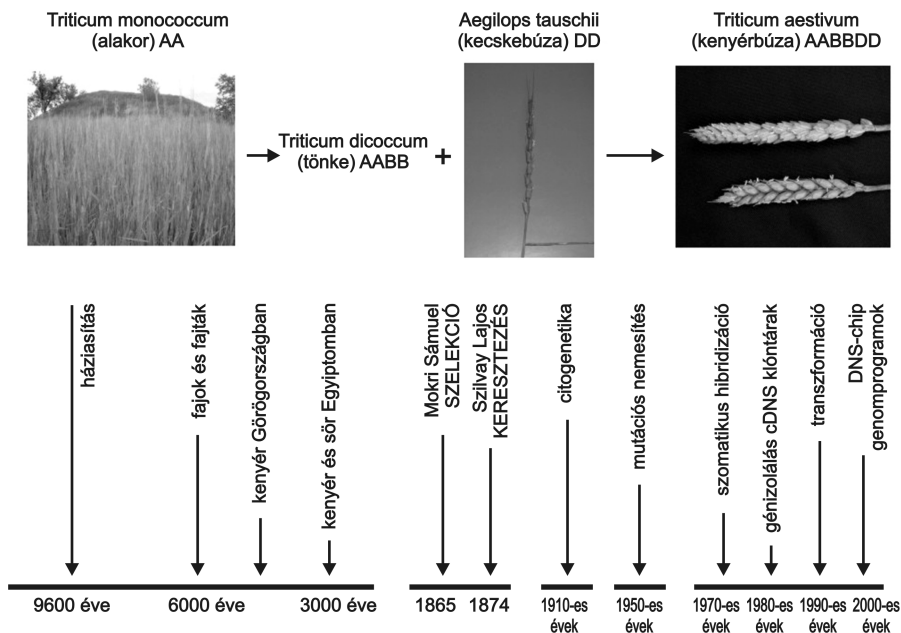 Triticum monococcum
(alakor) AA
Aegilops tauschii
(kecskebúza) DD
Triticum aestivum
(kenyérbúza) AABBDD
Triticum dicoccum
(tönke) AABB
+
háziasítás
fajok és fajták
kenyér Görögországban
kenyér és sör Egyiptomban
Mokri Sámuel
SZELEKCIÓ
Szilvay Lajos
KERESZTEZÉS
citogenetika
mutációs nemesítés
szomatikus hibridizáció
génizolálás cDNS klóntárak
transzformáció
DNS-chip
genomprogramok
9600 éve
6000 éve
3000 éve
1865
1874
1910-es
évek
1950-es
évek
1970-es
évek
1980-es
évek
1990-es
évek
2000-es
évek